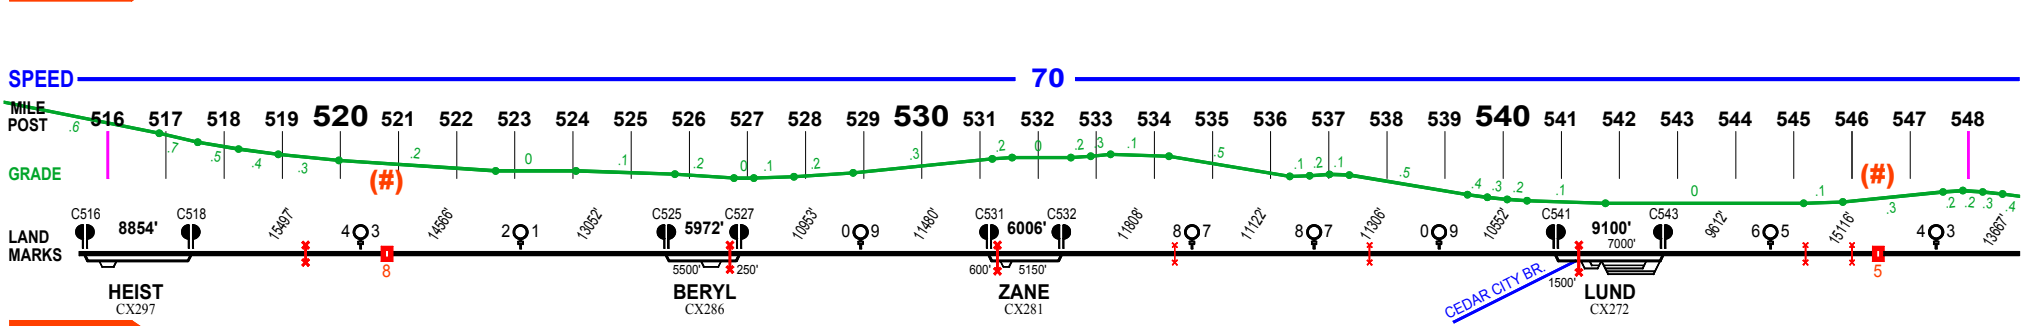 SPEED 70
MILE POST 516 517 518 519 520 521 522 523 524 525 526 527 528 529 530 531 532 533 534 535 536 537 538 539 540 541 542 543 544 545 546 547 548
GRADE .6 .7 .5 .4 .3 .2 0 .1 .2 0 .1 .2 .3 .2 0 .2 .3 .1 .5 .1 .2 .1 .5 .4 .3 .2 .1 0 .1 .3 .2 .2 .3 .4
(#) (#)
C516 8854' C518 15497' 4 3 14566' 2 1 13052' C525 5972' C527 10953' 0 9 11480' C531 6006' C532 11808' 8 7 11122' 8 7 11306' 0 9 10552' C541 9100' C543 9612' 6 5 15116' 4 3 13667'
LAND MARKS
7000'
8 5500' 250' 600' 5150' 1500' 5
CEDAR CITY BR.
HEIST BERYL ZANE LUND
CX297 CX286 CX281 CX272